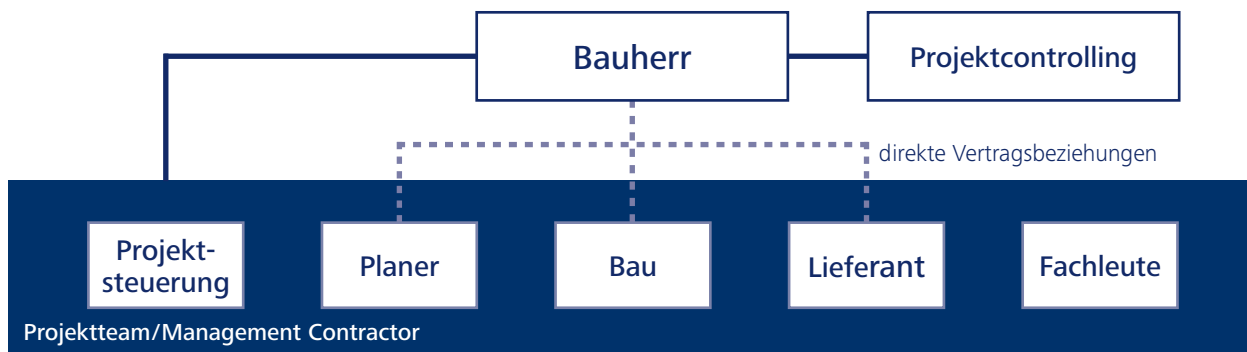 Bauherr
Projektcontrolling
direkte Vertragsbeziehungen
Projekt-
steuerung
Planer
Bau
Lieferant
Fachleute
Projektteam/Management Contractor